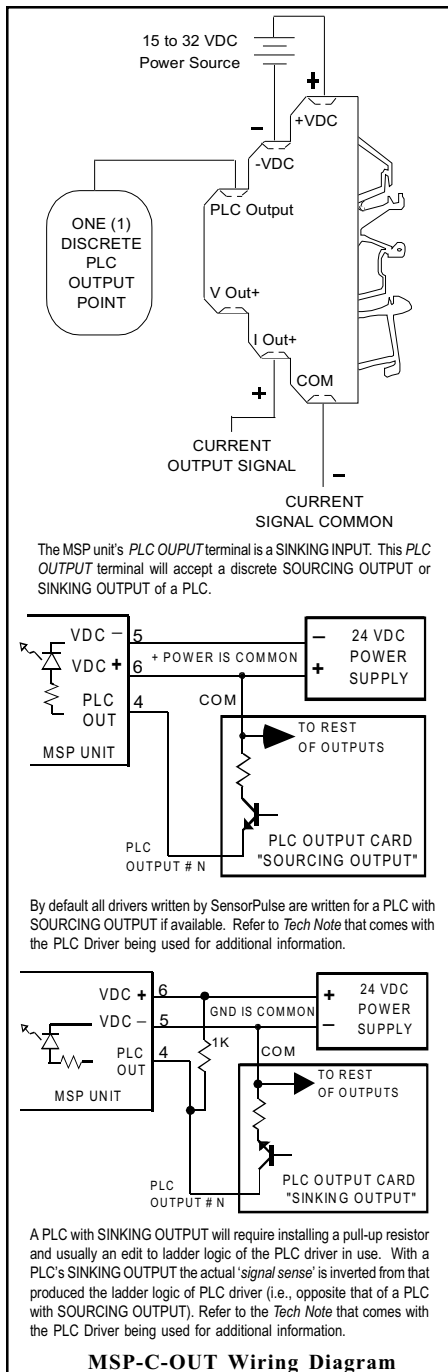 15 to 32 VDC
Power Source
+
+VDC
–
-VDC
PLC Output
ONE (1)
DISCRETE
PLC
OUTPUT
POINT
V Out+
I Out+
+
COM
CURRENT
OUTPUT SIGNAL
–
CURRENT
SIGNAL COMMON
The MSP unit's PLC OUPUT terminal is a SINKING INPUT. This PLC
OUTPUT terminal will accept a discrete SOURCING OUTPUT or
SINKING OUTPUT of a PLC.
VDC – 5
VDC + 6
PLC 4
OUT
MSP UNIT
+ POWER IS COMMON
– 24 VDC
+ POWER
SUPPLY
COM
TO REST
OF OUTPUTS
PLC
OUTPUT # N
PLC OUTPUT CARD
"SOURCING OUTPUT"
By default all drivers written by SensorPulse are written for a PLC with
SOURCING OUTPUT if available. Refer to Tech Note that comes with
the PLC Driver being used for additional information.
VDC + 6
VDC – 5
PLC 4
OUT
MSP UNIT
GND IS COMMON
1K
+ 24 VDC
– POWER
SUPPLY
COM
TO REST
OF OUTPUTS
PLC
OUTPUT # N
PLC OUTPUT CARD
"SINKING OUTPUT"
A PLC with SINKING OUTPUT will require installing a pull-up resistor
and usually an edit to ladder logic of the PLC driver in use. With a
PLC's SINKING OUTPUT the actual 'signal sense' is inverted from that
produced the ladder logic of PLC driver (i.e., opposite that of a PLC
with SOURCING OUTPUT). Refer to the Tech Note that comes with
the PLC Driver being used for additional information.
MSP-C-OUT Wiring Diagram